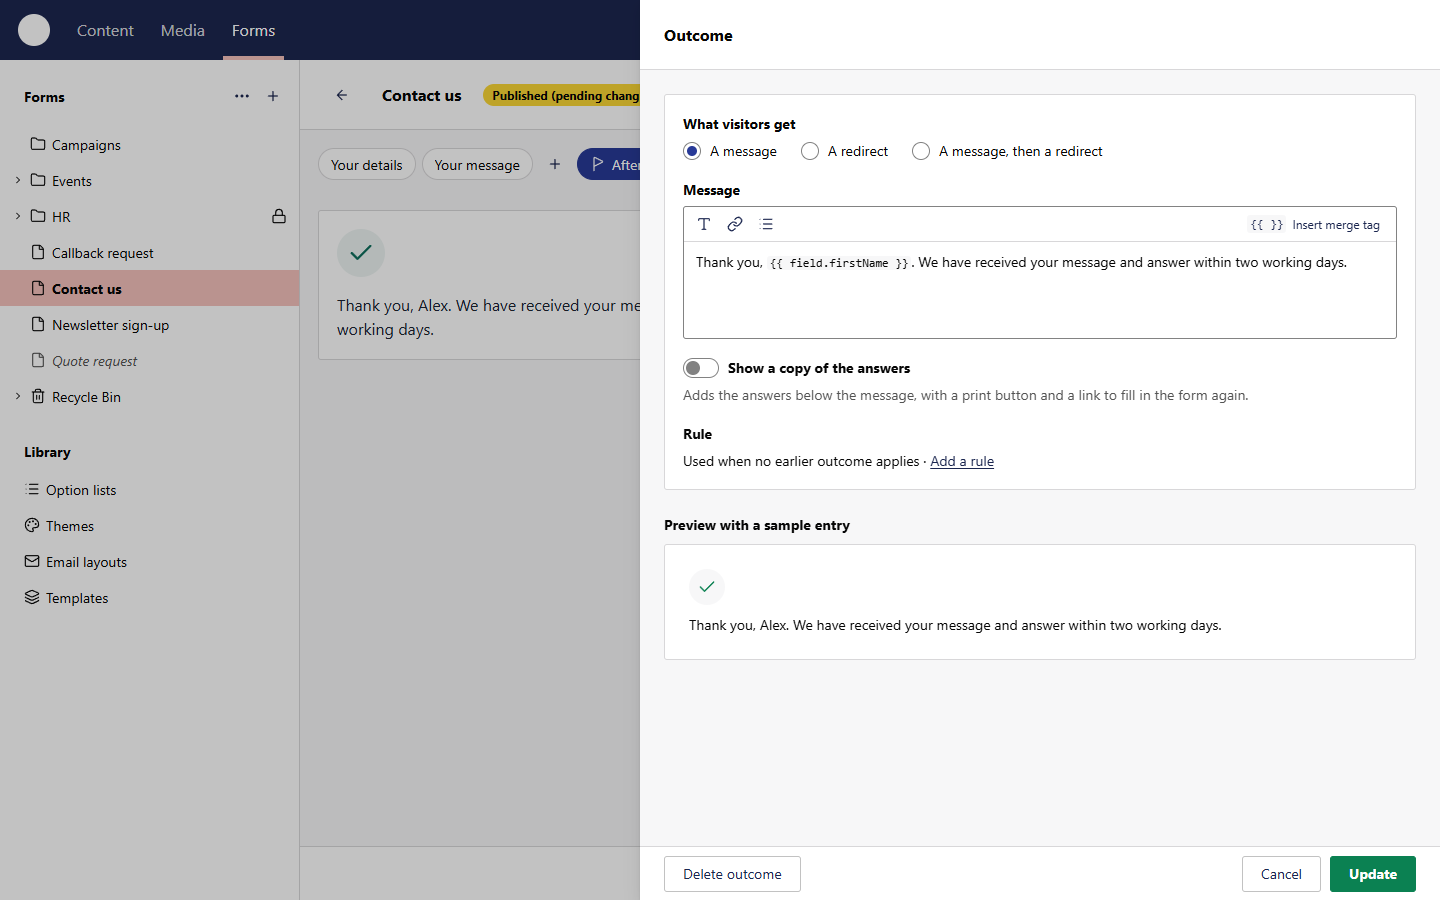 Content Media Forms
Forms
Campaigns
Events
HR
Callback request
Contact us
Newsletter sign-up
Quote request
Recycle Bin
Library
Option lists
Themes
Email layouts
Templates
Contact us Published (pending chang
Your details Your message After
Thank you, Alex. We have received your me
working days.
Outcome
What visitors get
A message A redirect A message, then a redirect
Message
{{ }} Insert merge tag
Thank you, {{ field.firstName }}. We have received your message and answer within two working days.
Show a copy of the answers
Adds the answers below the message, with a print button and a link to fill in the form again.
Rule
Used when no earlier outcome applies · Add a rule
Preview with a sample entry
Thank you, Alex. We have received your message and answer within two working days.
Delete outcome Cancel Update